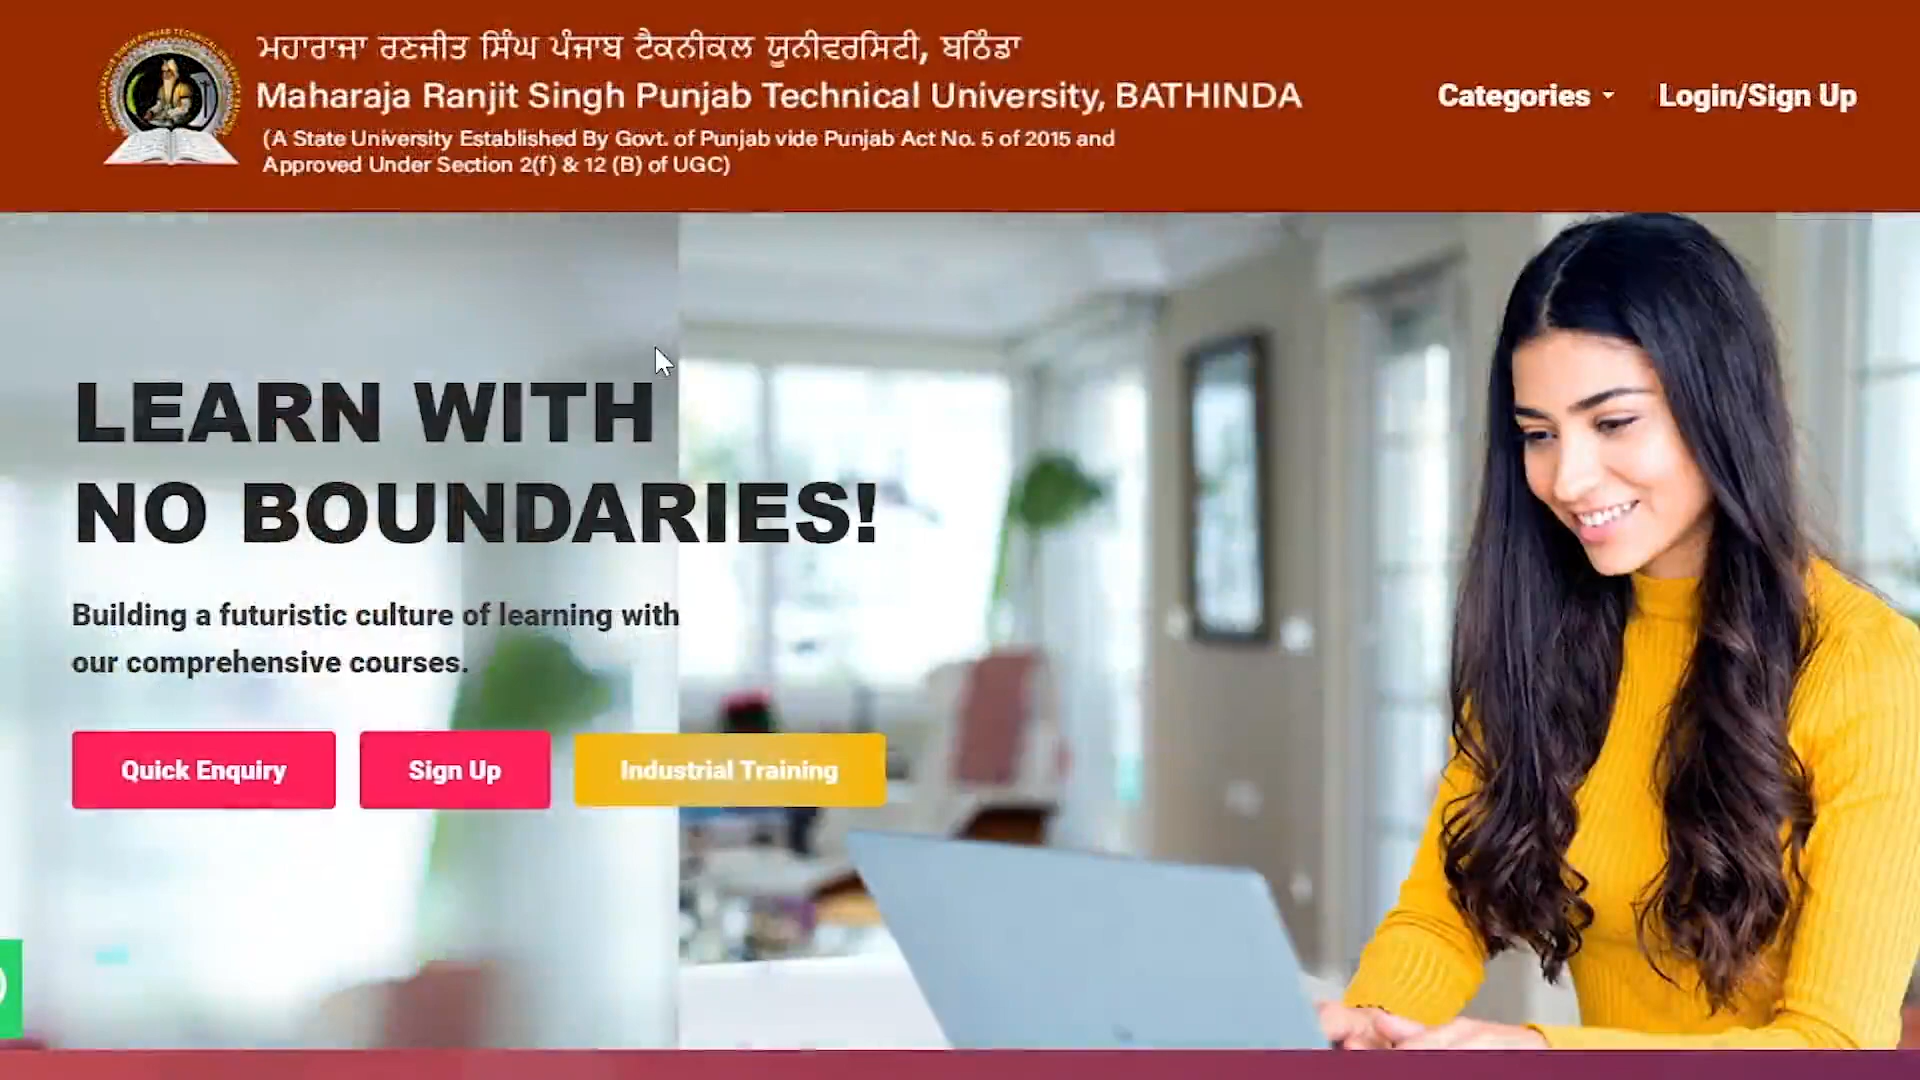 ਮਹਾਰਾਜਾ ਰਣਜੀਤ ਸਿੰਘ ਪੰਜਾਬ ਟੈਕਨੀਕਲ ਯੂਨੀਵਰਸਿਟੀ, ਬਠਿੰਡਾ
Maharaja Ranjit Singh Punjab Technical University, BATHINDA
(A State University Established By Govt. of Punjab vide Punjab Act No. 5 of 2015 and
Approved Under Section 2(f) & 12 (B) of UGC)
Categories
Login/Sign Up
LEARN WITH
NO BOUNDARIES!
Building a futuristic culture of learning with
our comprehensive courses.
Quick Enquiry
Sign Up
Industrial Training